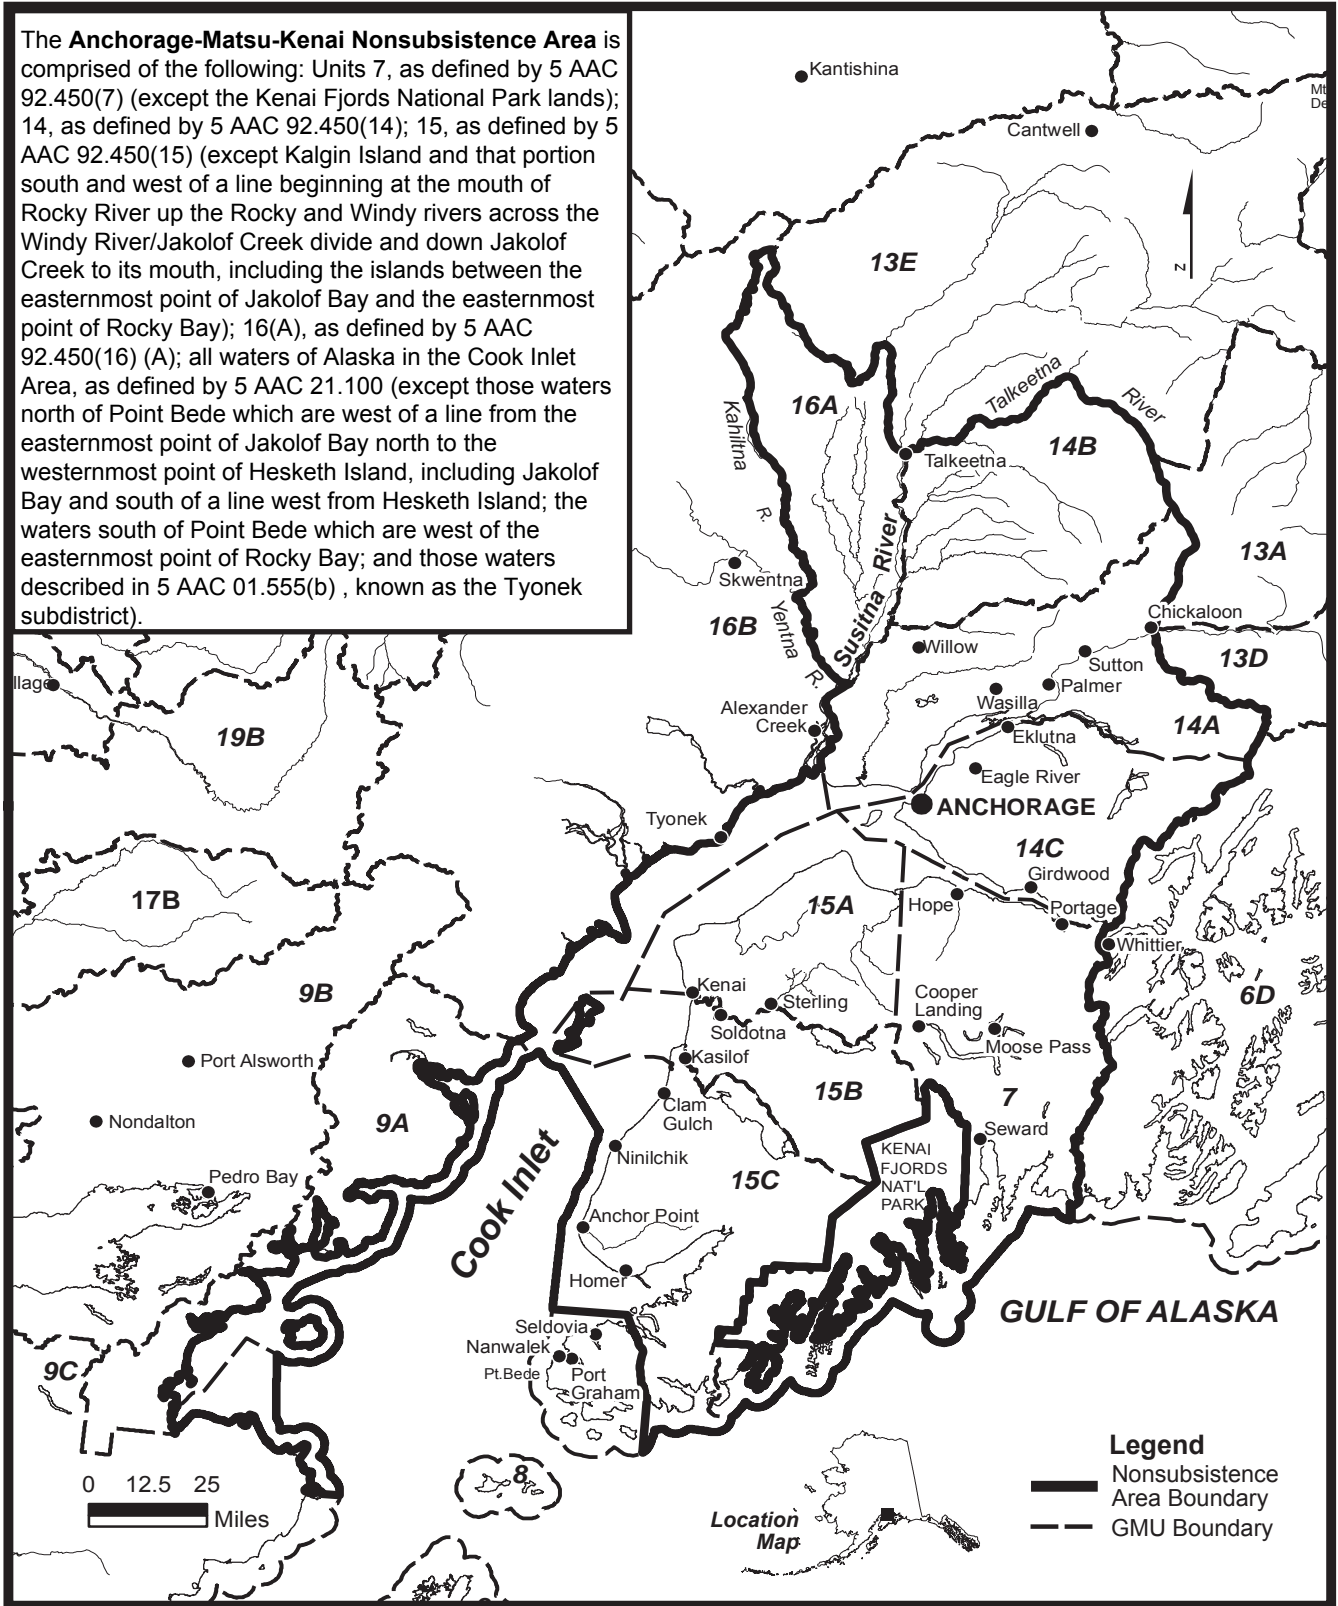 The Anchorage-Matsu-Kenai Nonsubsistence Area is
comprised of the following: Units 7, as defined by 5 AAC
92.450(7) (except the Kenai Fjords National Park lands);
14, as defined by 5 AAC 92.450(14); 15, as defined by 5
AAC 92.450(15) (except Kalgin Island and that portion
south and west of a line beginning at the mouth of
Rocky River up the Rocky and Windy rivers across the
Windy River/Jakolof Creek divide and down Jakolof
Creek to its mouth, including the islands between the
easternmost point of Jakolof Bay and the easternmost
point of Rocky Bay); 16(A), as defined by 5 AAC
92.450(16) (A); all waters of Alaska in the Cook Inlet
Area, as defined by 5 AAC 21.100 (except those waters
north of Point Bede which are west of a line from the
easternmost point of Jakolof Bay north to the
westernmost point of Hesketh Island, including Jakolof
Bay and south of a line west from Hesketh Island; the
waters south of Point Bede which are west of the
easternmost point of Rocky Bay; and those waters
described in 5 AAC 01.555(b) , known as the Tyonek
subdistrict).
Kantishina
Mt
De
Cantwell
13E
N
16A
Talkeetna
River
Kahiltna
R.
14B
Talkeetna
Susitna River
13A
Skwentna
16B
Yentna
R.
Chickaloon
Willow
13D
Sutton
Palmer
Wasilla
llage
19B
Alexander
Creek
14A
Eklutna
Eagle River
ANCHORAGE
Tyonek
14C
Girdwood
17B
15A
Hope
Portage
Whittier
9B
Kenai
Sterling
Soldotna
Cooper
Landing
6D
Port Alsworth
Kasilof
Moose Pass
Nondalton
9A
Clam
Gulch
15B
7
Seward
Ninilchik
KENAI
FJORDS
NAT'L
PARK
Pedro Bay
15C
Cook Inlet
Anchor Point
Homer
GULF OF ALASKA
Seldovia
Nanwalek
Pt.Bede
Port
Graham
9C
8
0 12.5 25
Miles
Location
Map
Legend
Nonsubsistence
Area Boundary
GMU Boundary